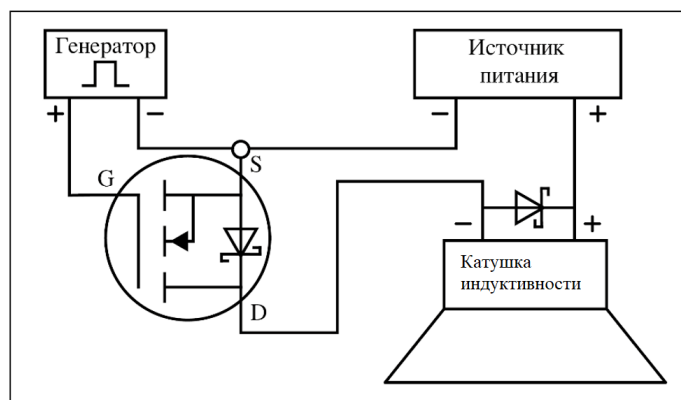 Генератор
+ −
Источник
питания
− +
S
G
D
− +
Катушка
индуктивности